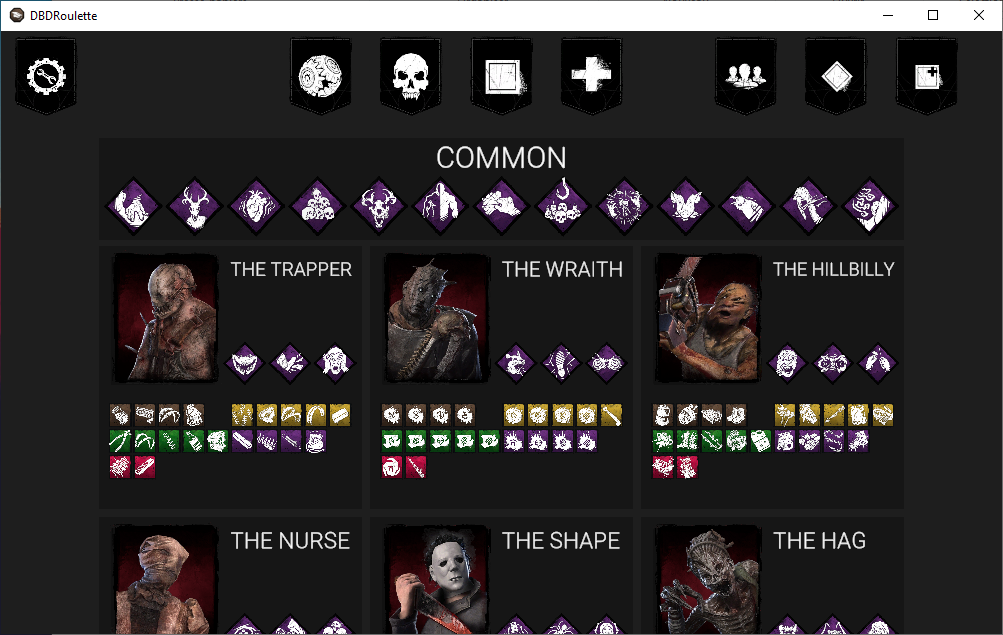 DBDRoulette
COMMON
THE TRAPPER
THE WRAITH
THE HILLBILLY
THE NURSE
THE SHAPE
THE HAG